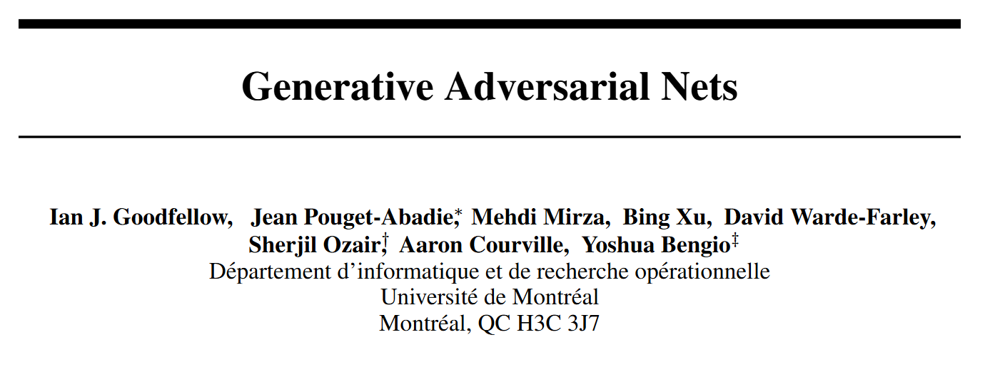 Generative Adversarial Nets
Ian J. Goodfellow, Jean Pouget-Abadie,* Mehdi Mirza, Bing Xu, David Warde-Farley,
Sherjil Ozair,† Aaron Courville, Yoshua Bengio‡
Département d’informatique et de recherche opérationnelle
Université de Montréal
Montréal, QC H3C 3J7